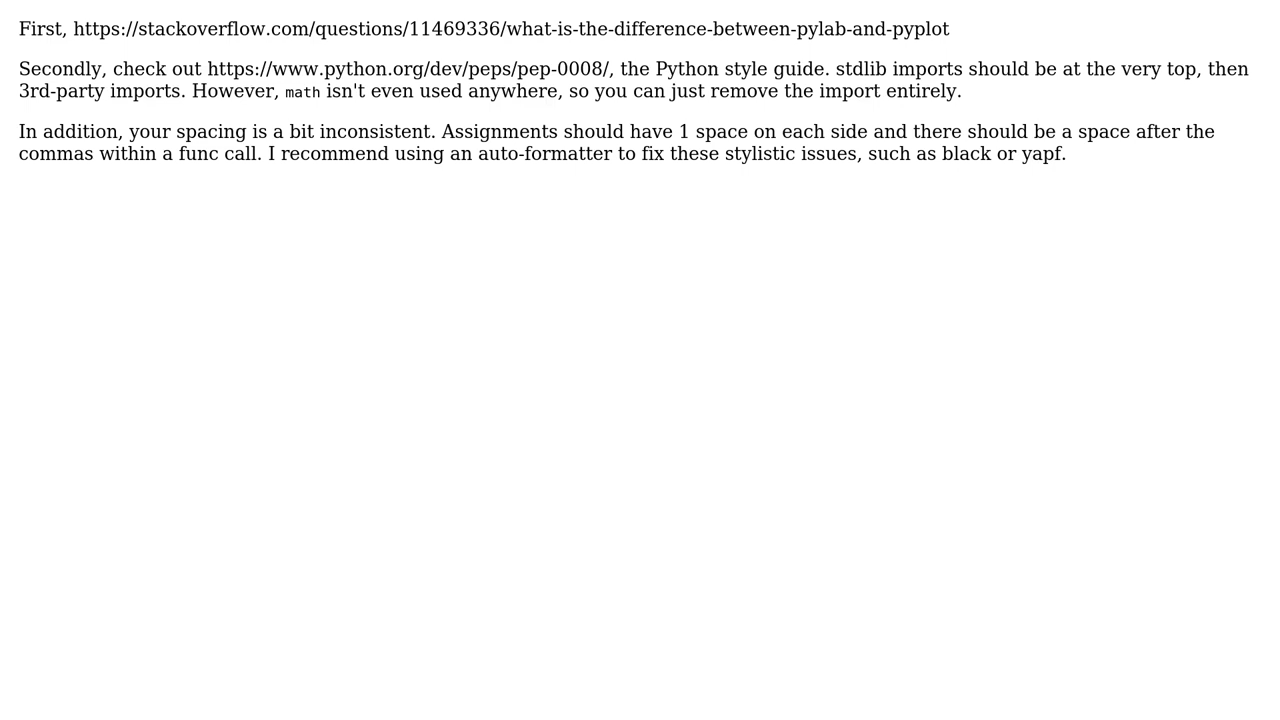 First, https://stackoverflow.com/questions/11469336/what-is-the-difference-between-pylab-and-pyplot
Secondly, check out https://www.python.org/dev/peps/pep-0008/, the Python style guide. stdlib imports should be at the very top, then
3rd-party imports. However, math isn't even used anywhere, so you can just remove the import entirely.
In addition, your spacing is a bit inconsistent. Assignments should have 1 space on each side and there should be a space after the
commas within a func call. I recommend using an auto-formatter to fix these stylistic issues, such as black or yapf.